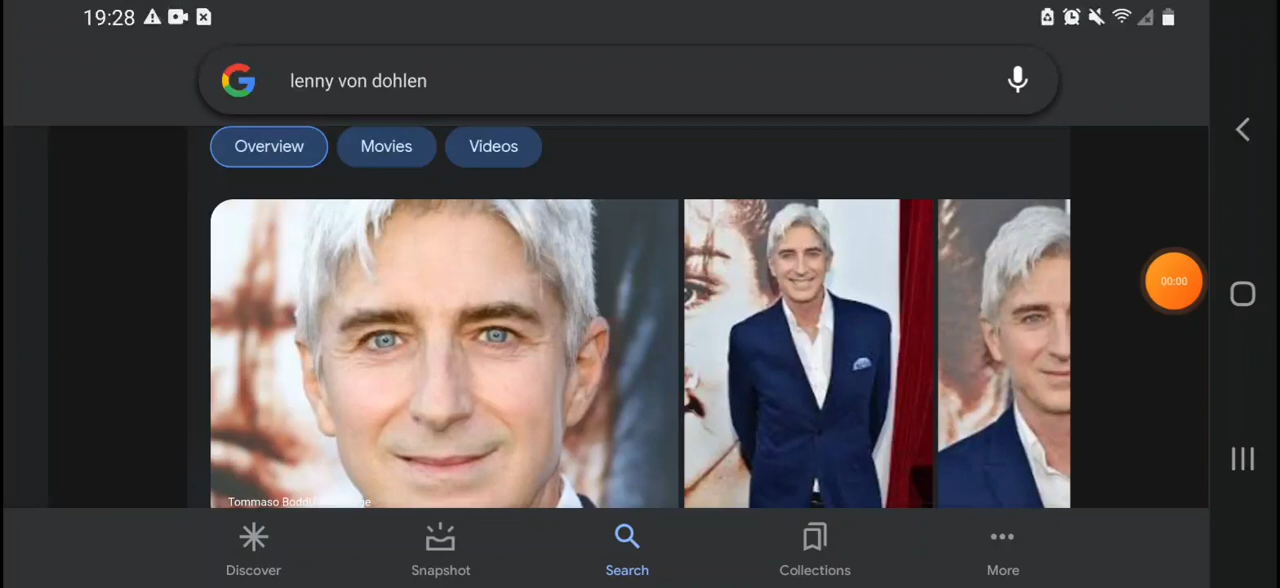 19:28
lenny von dohlen
Overview Movies Videos
00:00
Tommaso Boddi
Discover Snapshot Search Collections More